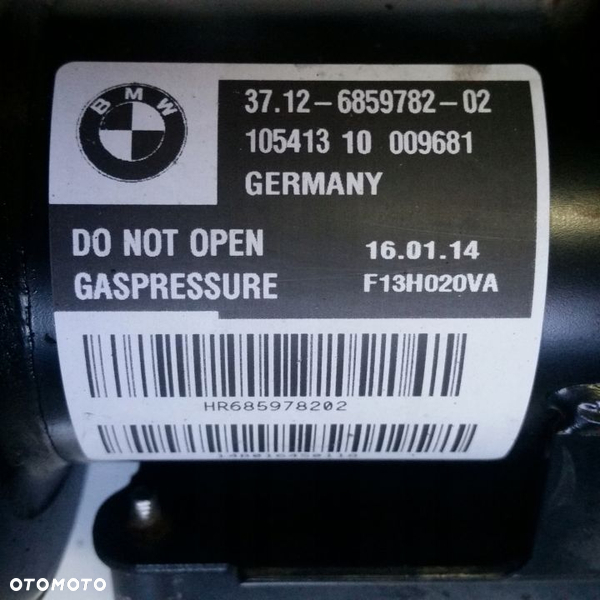 BMW
37.12-6859782-02
105413 10 009681
GERMANY
DO NOT OPEN
16.01.14
GASPRESSURE
F13H020VA
HR685978202
OTOMOTO